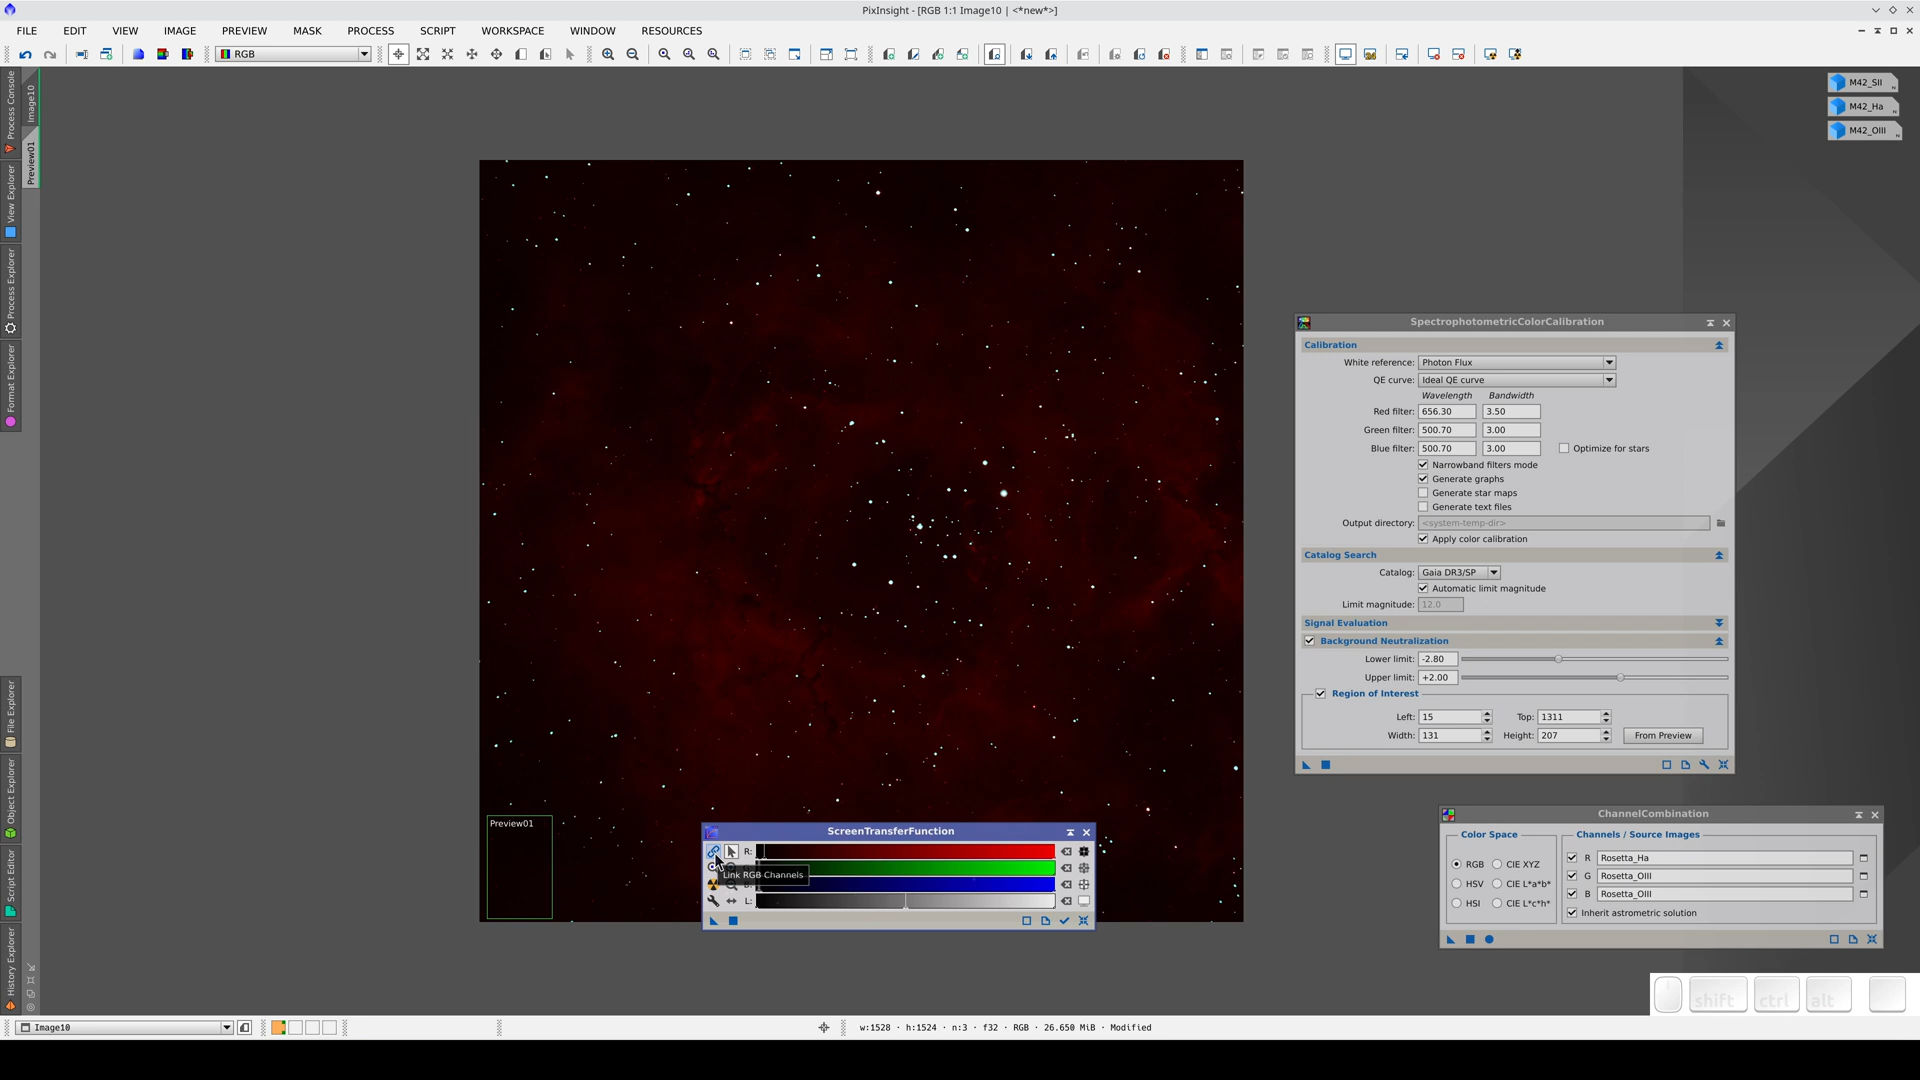 PixInsight - [RGB 1:1 Image10 | <*new*>]
FILE EDIT VIEW IMAGE PREVIEW MASK PROCESS SCRIPT WORKSPACE WINDOW RESOURCES
RGB
Process Console
View Explorer
Process Explorer
Format Explorer
File Explorer
Object Explorer
Script Editor
History Explorer
Image10
Preview01
M42_SII
M42_Ha
M42_OIII
Preview01
SpectrophotometricColorCalibration
Calibration
White reference: Photon Flux
QE curve: Ideal QE curve
Wavelength Bandwidth
Red filter: 656.30 3.50
Green filter: 500.70 3.00
Blue filter: 500.70 3.00 Optimize for stars
Narrowband filters mode
Generate graphs
Generate star maps
Generate text files
Output directory: <system-temp-dir>
Apply color calibration
Catalog Search
Catalog: Gaia DR3/SP
Automatic limit magnitude
Limit magnitude: 12.0
Signal Evaluation
Background Neutralization
Lower limit: -2.80
Upper limit: +2.00
Region of Interest
Left: 15 Top: 1311
Width: 131 Height: 207 From Preview
ScreenTransferFunction
R:
Link RGB Channels
L:
ChannelCombination
Color Space
RGB CIE XYZ
HSV CIE L*a*b*
HSI CIE L*c*h*
Channels / Source Images
R Rosetta_Ha
G Rosetta_OIII
B Rosetta_OIII
Inherit astrometric solution
shift ctrl alt
Image10
w:1528 · h:1524 · n:3 · f32 · RGB · 26.650 MiB · Modified